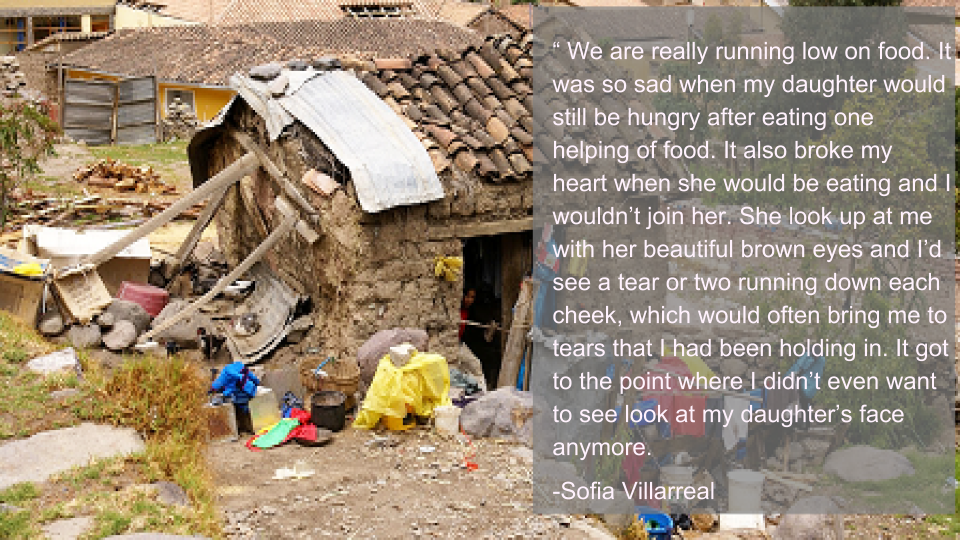 “ We are really running low on food. It
was so sad when my daughter would
still be hungry after eating one
helping of food. It also broke my
heart when she would be eating and I
wouldn’t join her. She look up at me
with her beautiful brown eyes and I’d
see a tear or two running down each
cheek, which would often bring me to
tears that I had been holding in. It got
to the point where I didn’t even want
to see look at my daughter’s face
anymore.
-Sofia Villarreal